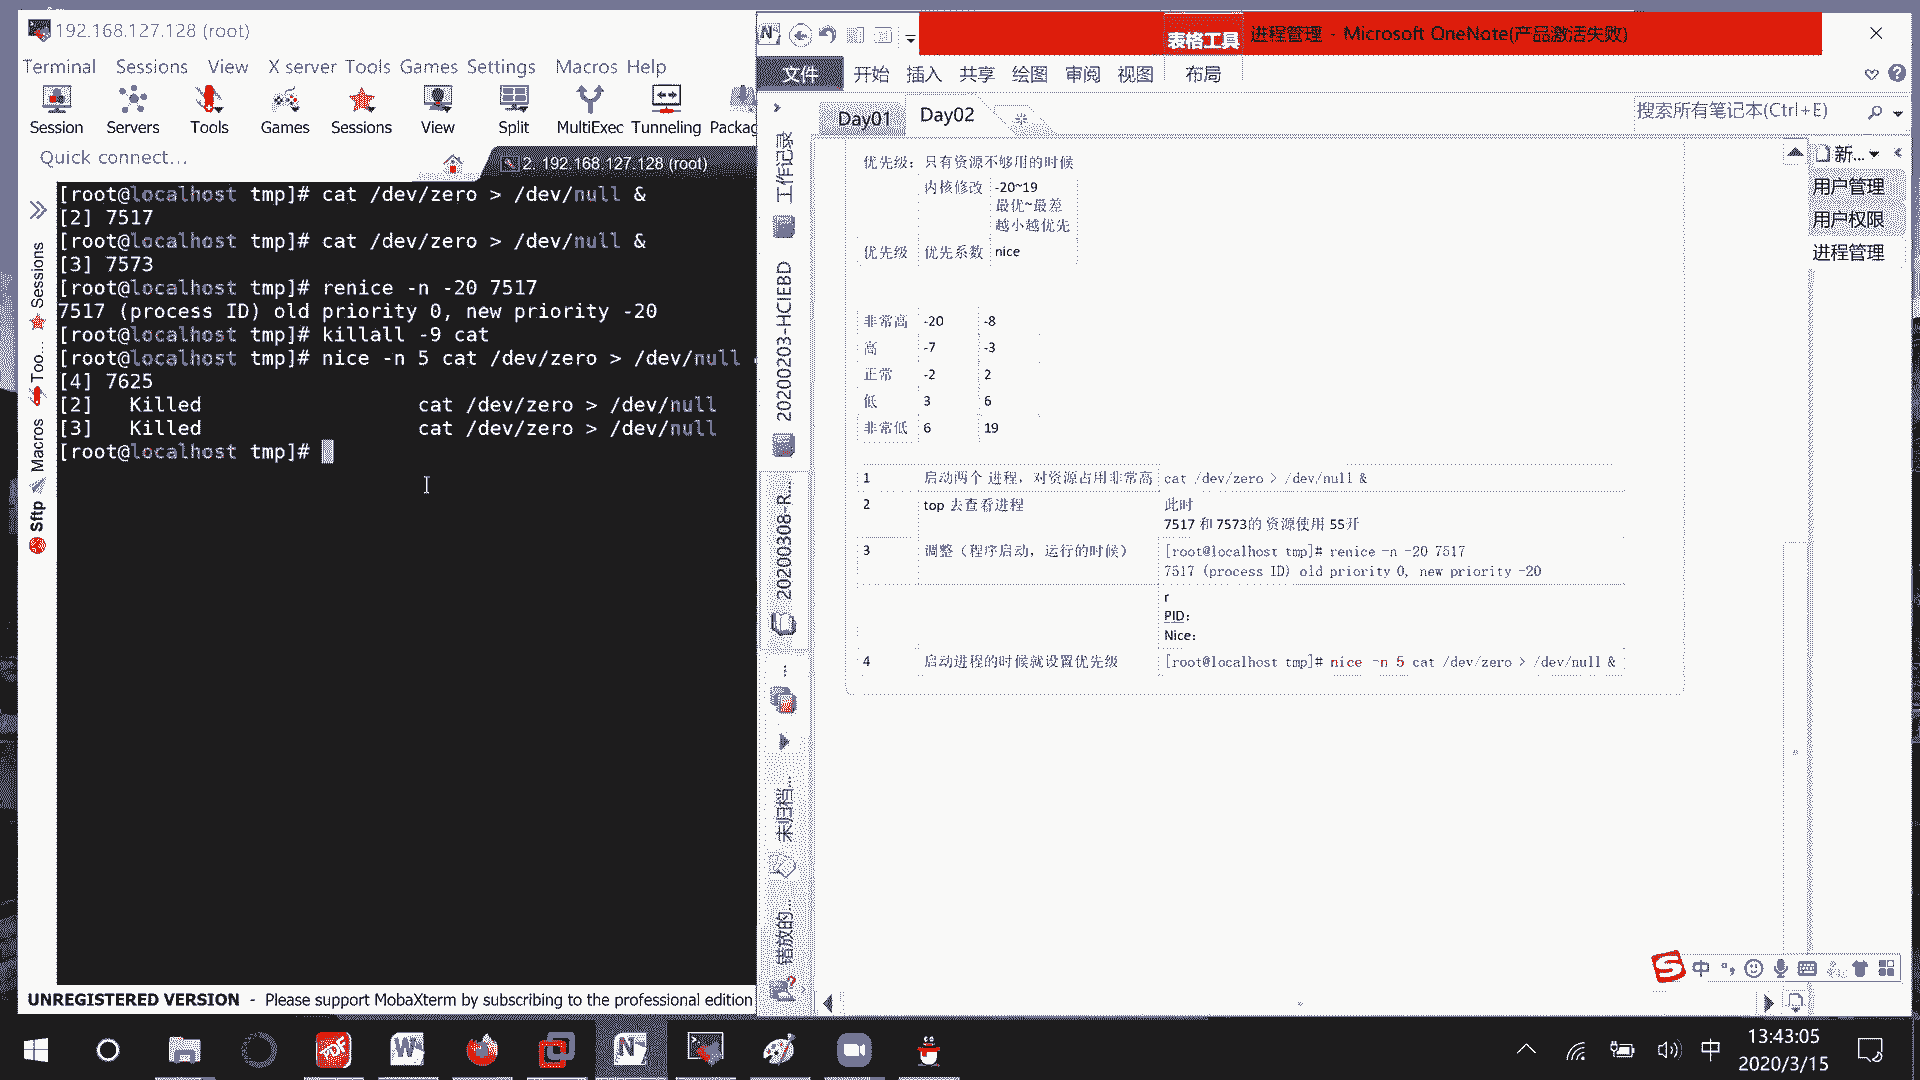 192.168.127.128 (root)
Terminal Sessions View X server Tools Games Settings Macros Help
Session Servers Tools Games Sessions View Split MultiExec Tunneling Packag
Quick connect...
2. 192.168.127.128 (root)
[root@localhost tmp]# cat /dev/zero > /dev/null &
[2] 7517
[root@localhost tmp]# cat /dev/zero > /dev/null &
[3] 7573
[root@localhost tmp]# renice -n -20 7517
7517 (process ID) old priority 0, new priority -20
[root@localhost tmp]# killall -9 cat
[root@localhost tmp]# nice -n 5 cat /dev/zero > /dev/null
[4] 7625
[2] Killed cat /dev/zero > /dev/null
[3] Killed cat /dev/zero > /dev/null
[root@localhost tmp]#
Sessions
Too...
Macros
Sftp
UNREGISTERED VERSION - Please support MobaXterm by subscribing to the professional edition
表格工具 进程管理 - Microsoft OneNote(产品激活失败)
文件 开始 插入 共享 绘图 审阅 视图 布局
Day01 Day02
搜索所有笔记本(Ctrl+E)
工作记录
20200203-HCIEBD
20200308-R...
未归档...
错放的...
新...
用户管理
用户权限
进程管理
优先级：只有资源不够用的时候
内核修改 -20~19
最优~最差
越小越优先
优先级 优先系数 nice
非常高 -20 -8
高 -7 -3
正常 -2 2
低 3 6
非常低 6 19
1 启动两个 进程，对资源占用非常高 cat /dev/zero > /dev/null &
2 top 去查看进程 此时
7517 和 7573的 资源使用 55开
3 调整（程序启动，运行的时候） [root@localhost tmp]# renice -n -20 7517
7517 (process ID) old priority 0, new priority -20
r
PID：
Nice：
4 启动进程的时候就设置优先级 [root@localhost tmp]# nice -n 5 cat /dev/zero > /dev/null &
中
中
13:43:05
2020/3/15